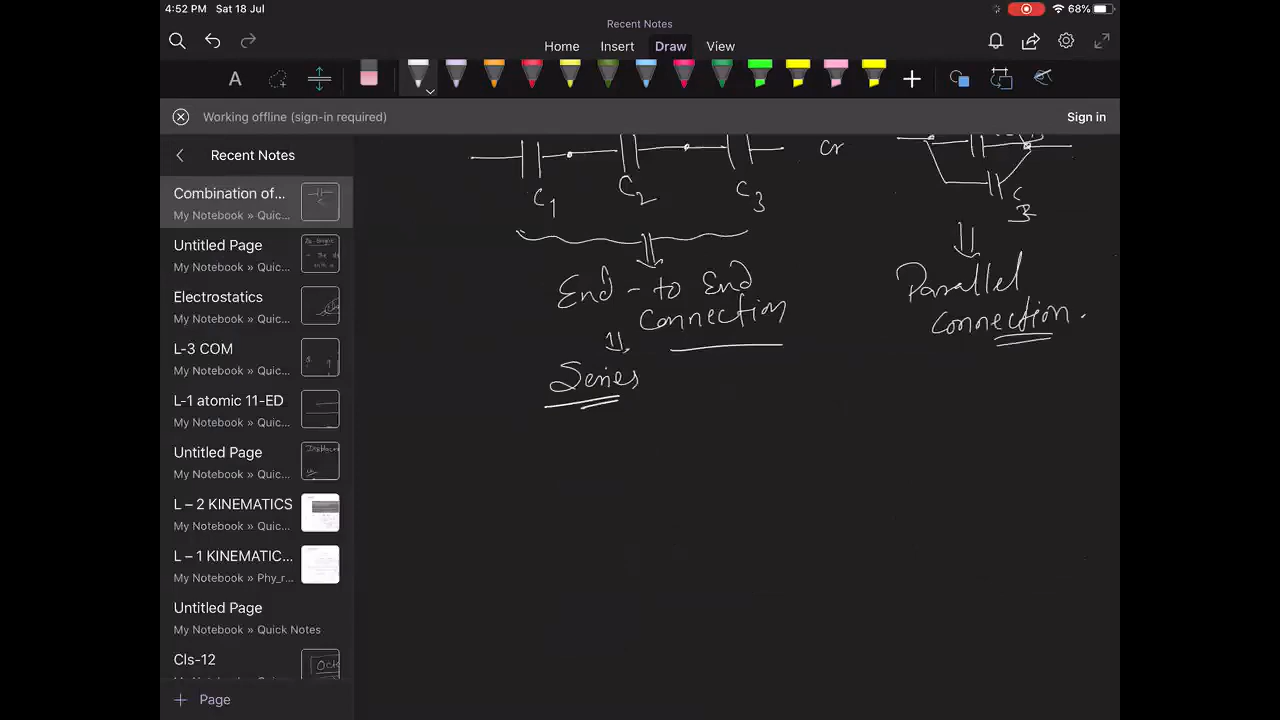 4:52 PM Sat 18 Jul
68%
Recent Notes
Home Insert Draw View
A
Working offline (sign-in required)
Sign in
Recent Notes
Combination of...
My Notebook » Quic...
Untitled Page
My Notebook » Quic...
Electrostatics
My Notebook » Quic...
L-3 COM
My Notebook » Quic...
L-1 atomic 11-ED
My Notebook » Quic...
Untitled Page
My Notebook » Quic...
L – 2 KINEMATICS
My Notebook » Quic...
L – 1 KINEMATIC...
My Notebook » Phy_r...
Untitled Page
My Notebook » Quick Notes
Cls-12
My Notebook » Quic...
+ Page
or
C1 C2 C3
C3
End - to End
Connection
Series
Parallel
Connection.